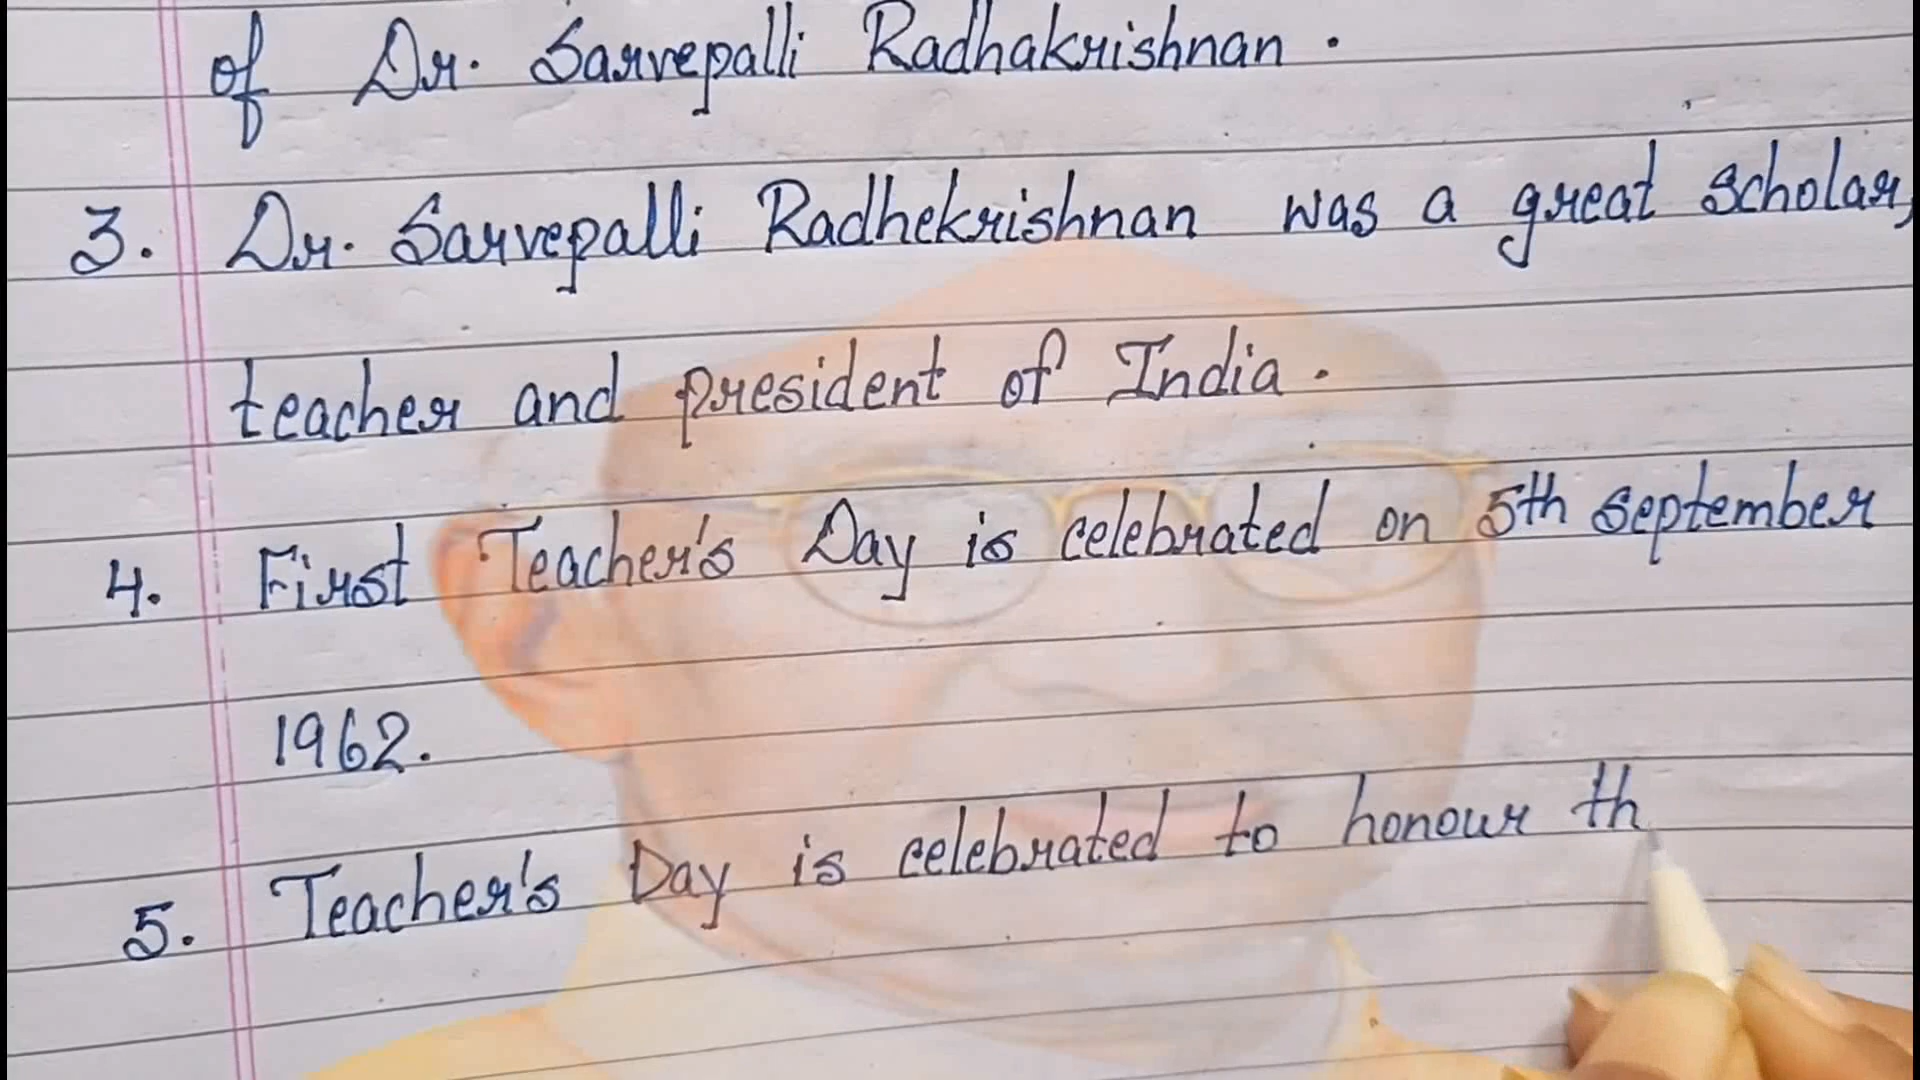 of Dr. Sarvepalli Radhakrishnan.
3. Dr. Sarvepalli Radhekrishnan was a great scholar,
teacher and president of India.
4. First Teacher's Day is celebrated on 5th september
1962.
5. Teacher's Day is celebrated to honour th